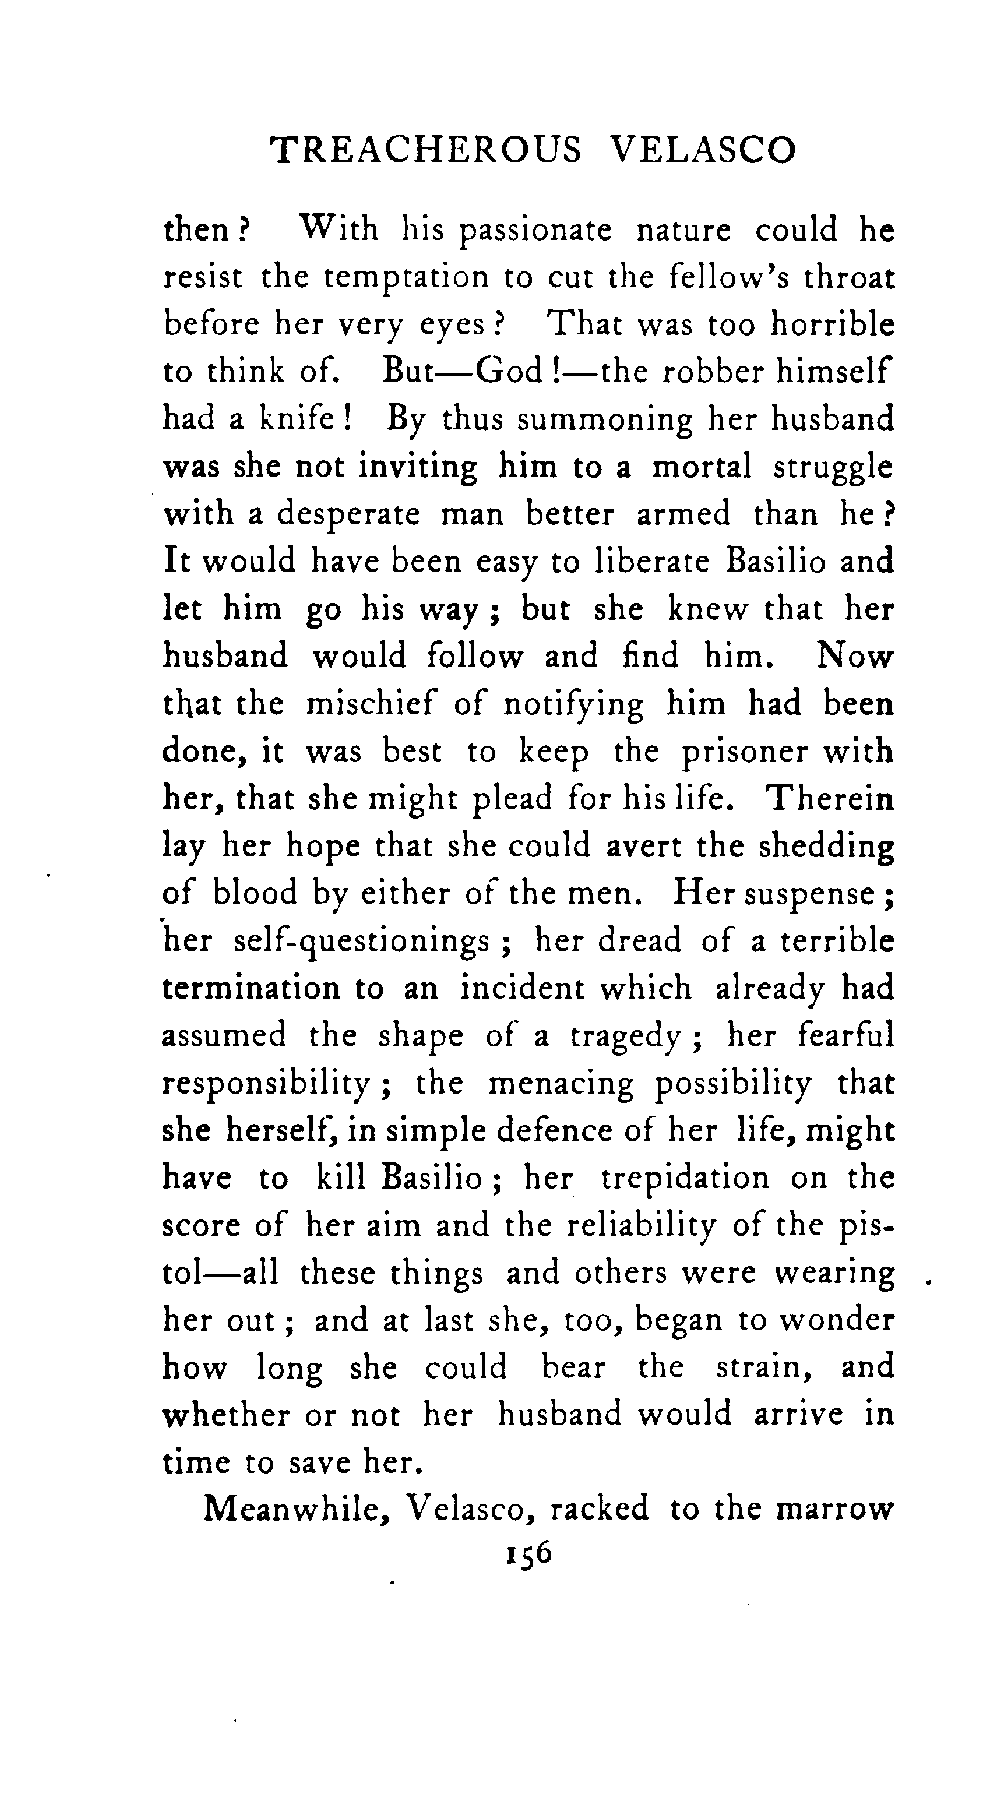 TREACHEROUS VELASCO
then? With his passionate nature could he
resist the temptation to cut the fellow's throat
before her very eyes? That was too horrible
to think of. But—God!—the robber himself
had a knife! By thus summoning her husband
was she not inviting him to a mortal struggle
with a desperate man better armed than he?
It would have been easy to liberate Basilio and
let him go his way; but she knew that her
husband would follow and find him. Now
that the mischief of notifying him had been
done, it was best to keep the prisoner with
her, that she might plead for his life. Therein
lay her hope that she could avert the shedding
of blood by either of the men. Her suspense;
her self-questionings; her dread of a terrible
termination to an incident which already had
assumed the shape of a tragedy; her fearful
responsibility; the menacing possibility that
she herself, in simple defence of her life, might
have to kill Basilio; her trepidation on the
score of her aim and the reliability of the pis-
tol—all these things and others were wearing
her out; and at last she, too, began to wonder
how long she could bear the strain, and
whether or not her husband would arrive in
time to save her.
Meanwhile, Velasco, racked to the marrow
156